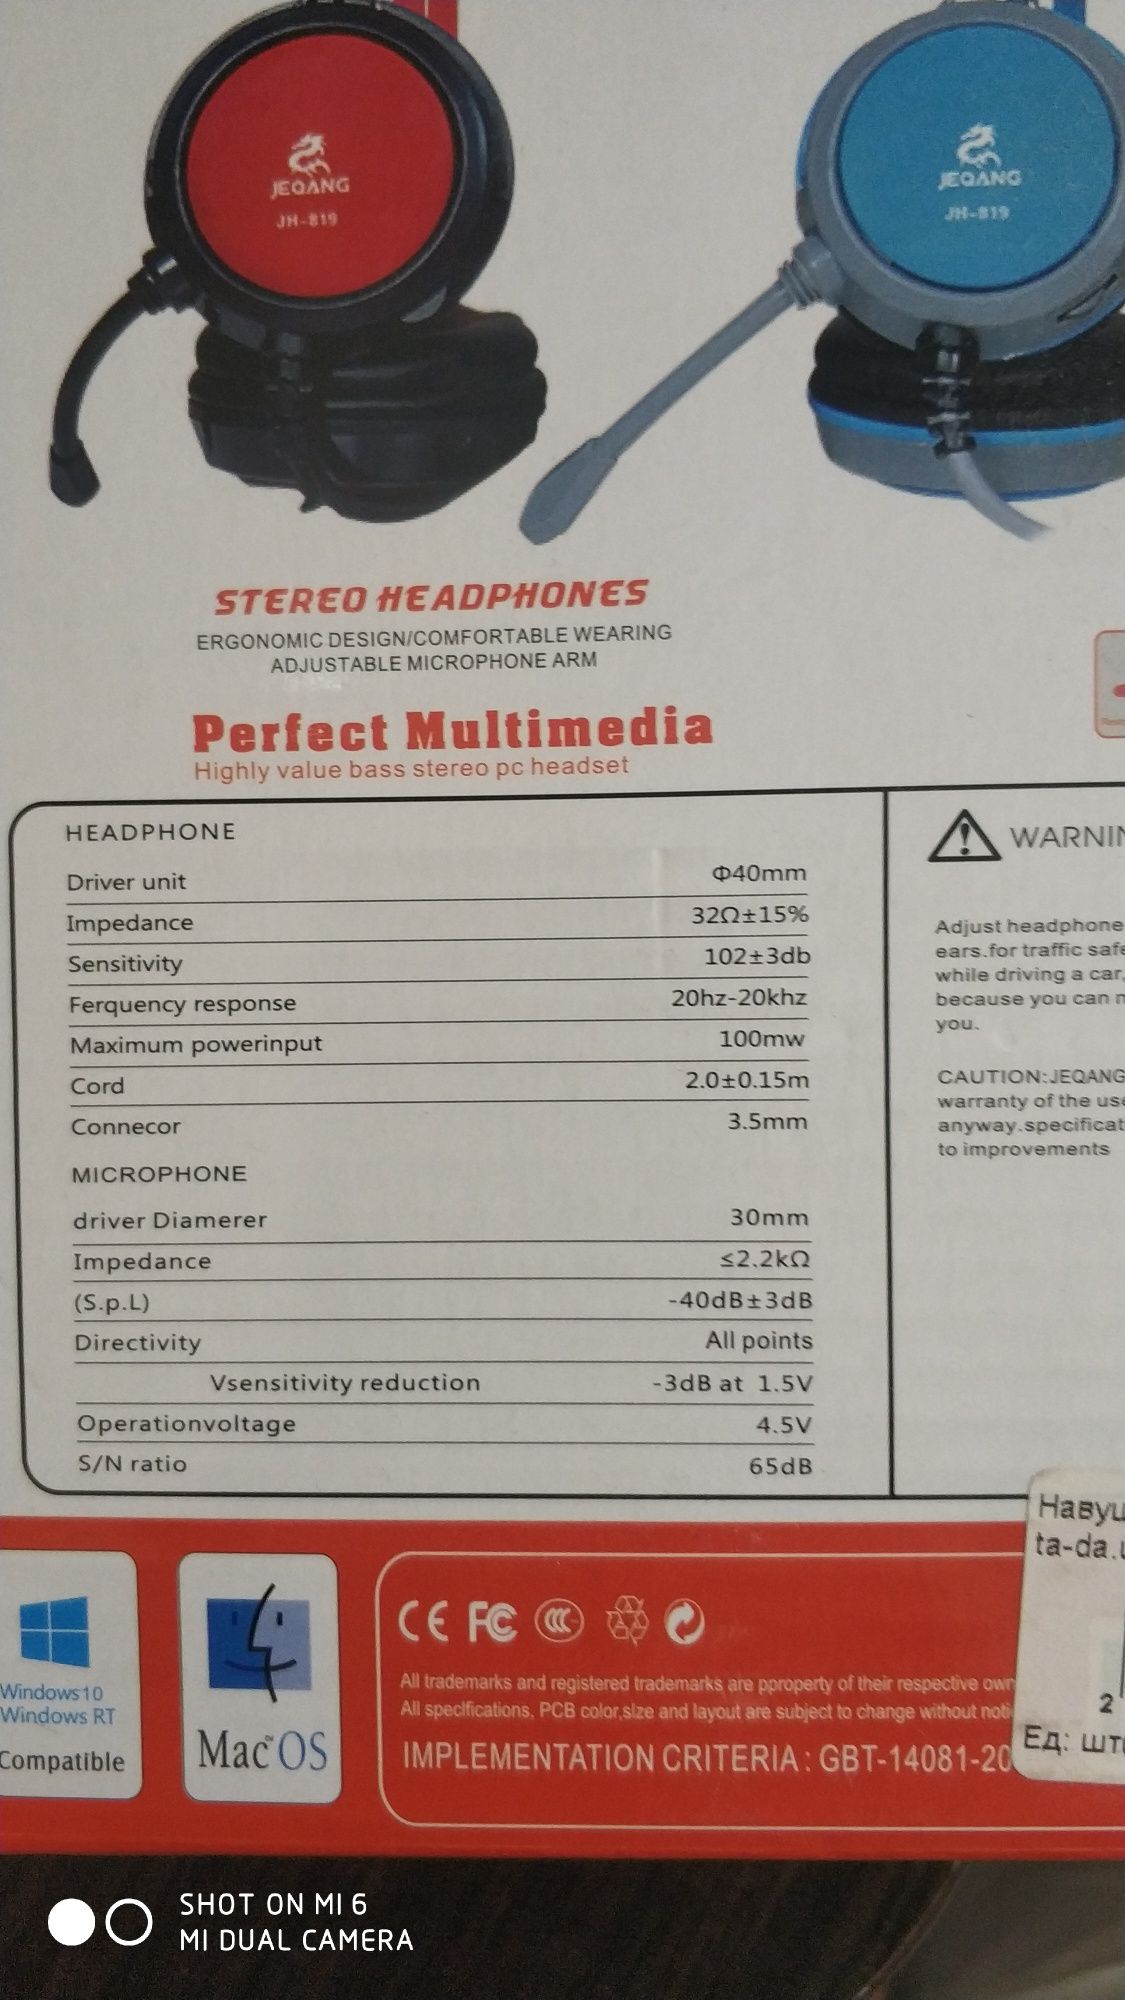 JEQANG
JH-819
JEQANG
JH-819
STEREO HEADPHONES
ERGONOMIC DESIGN/COMFORTABLE WEARING
ADJUSTABLE MICROPHONE ARM
Perfect Multimedia
Highly value bass stereo pc headset
HEADPHONE
Driver unit Φ40mm
Impedance 32Ω±15%
Sensitivity 102±3db
Ferquency response 20hz-20khz
Maximum powerinput 100mw
Cord 2.0±0.15m
Connecor 3.5mm
MICROPHONE
driver Diamerer 30mm
Impedance ≤2.2kΩ
(S.p.L) -40dB±3dB
Directivity All points
Vsensitivity reduction -3dB at 1.5V
Operationvoltage 4.5V
S/N ratio 65dB
WARNIN
Adjust headphone
ears.for traffic safe
while driving a car,
because you can n
you.
CAUTION:JEQANG
warranty of the use
anyway.specificat
to improvements
Навуш
ta-da.u
2
Ед: шт
Windows10
Windows RT
Compatible
Mac™OS
CE FC CCC
All trademarks and registered trademarks are pproperty of their respective own
All specifications, PCB color,size and layout are subject to change without noti
IMPLEMENTATION CRITERIA : GBT-14081-20
SHOT ON MI 6
MI DUAL CAMERA